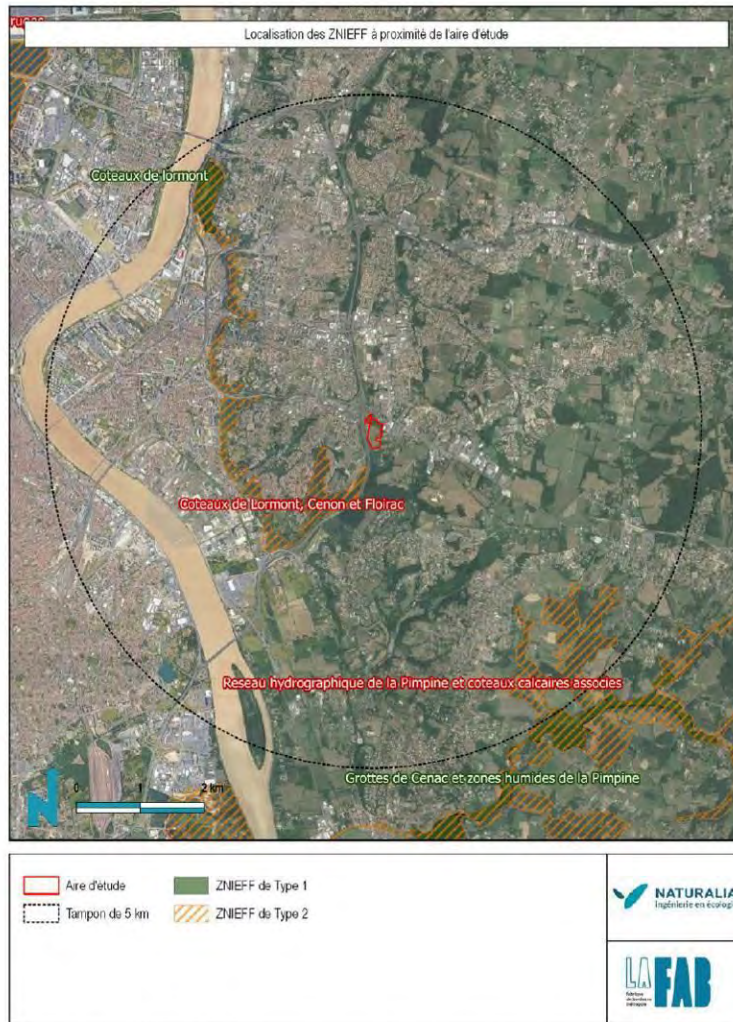 Localisation des ZNIEFF à proximité de l'aire d'étude
Coteaux de lormont
Coteaux de Lormont, Cenon et Floirac
Reseau hydrographique de la Pimpine et coteaux calcaires associes
Grottes de Cenac et zones humides de la Pimpine
0 1 2 km
N
Aire d'étude
ZNIEFF de Type 1
Tampon de 5 km
ZNIEFF de Type 2
NATURALIA
Ingénierie en écologi
LA FAB